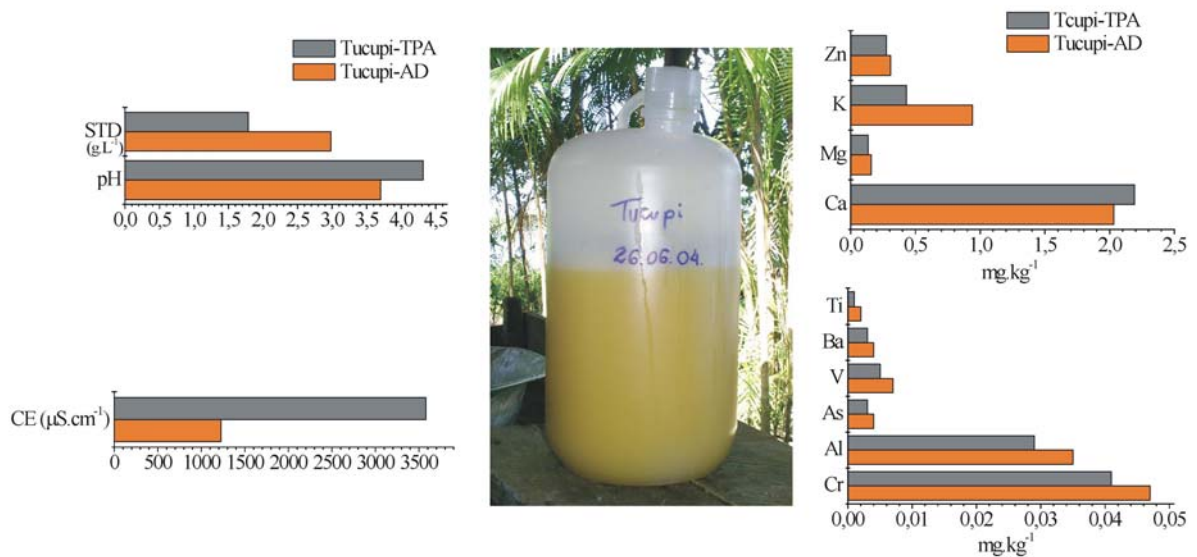 Tucupi-TPA
Tucupi-AD
STD
(g.L⁻¹)
pH
0,0 0,5 1,0 1,5 2,0 2,5 3,0 3,5 4,0 4,5
CE (µS.cm⁻¹)
0 500 1000 1500 2000 2500 3000 3500
Tucupi
26.06.04.
Tcupi-TPA
Tucupi-AD
Zn
K
Mg
Ca
0,0 0,5 1,0 1,5 2,0 2,5
mg.kg⁻¹
Ti
Ba
V
As
Al
Cr
0,00 0,01 0,02 0,03 0,04 0,05
mg.kg⁻¹